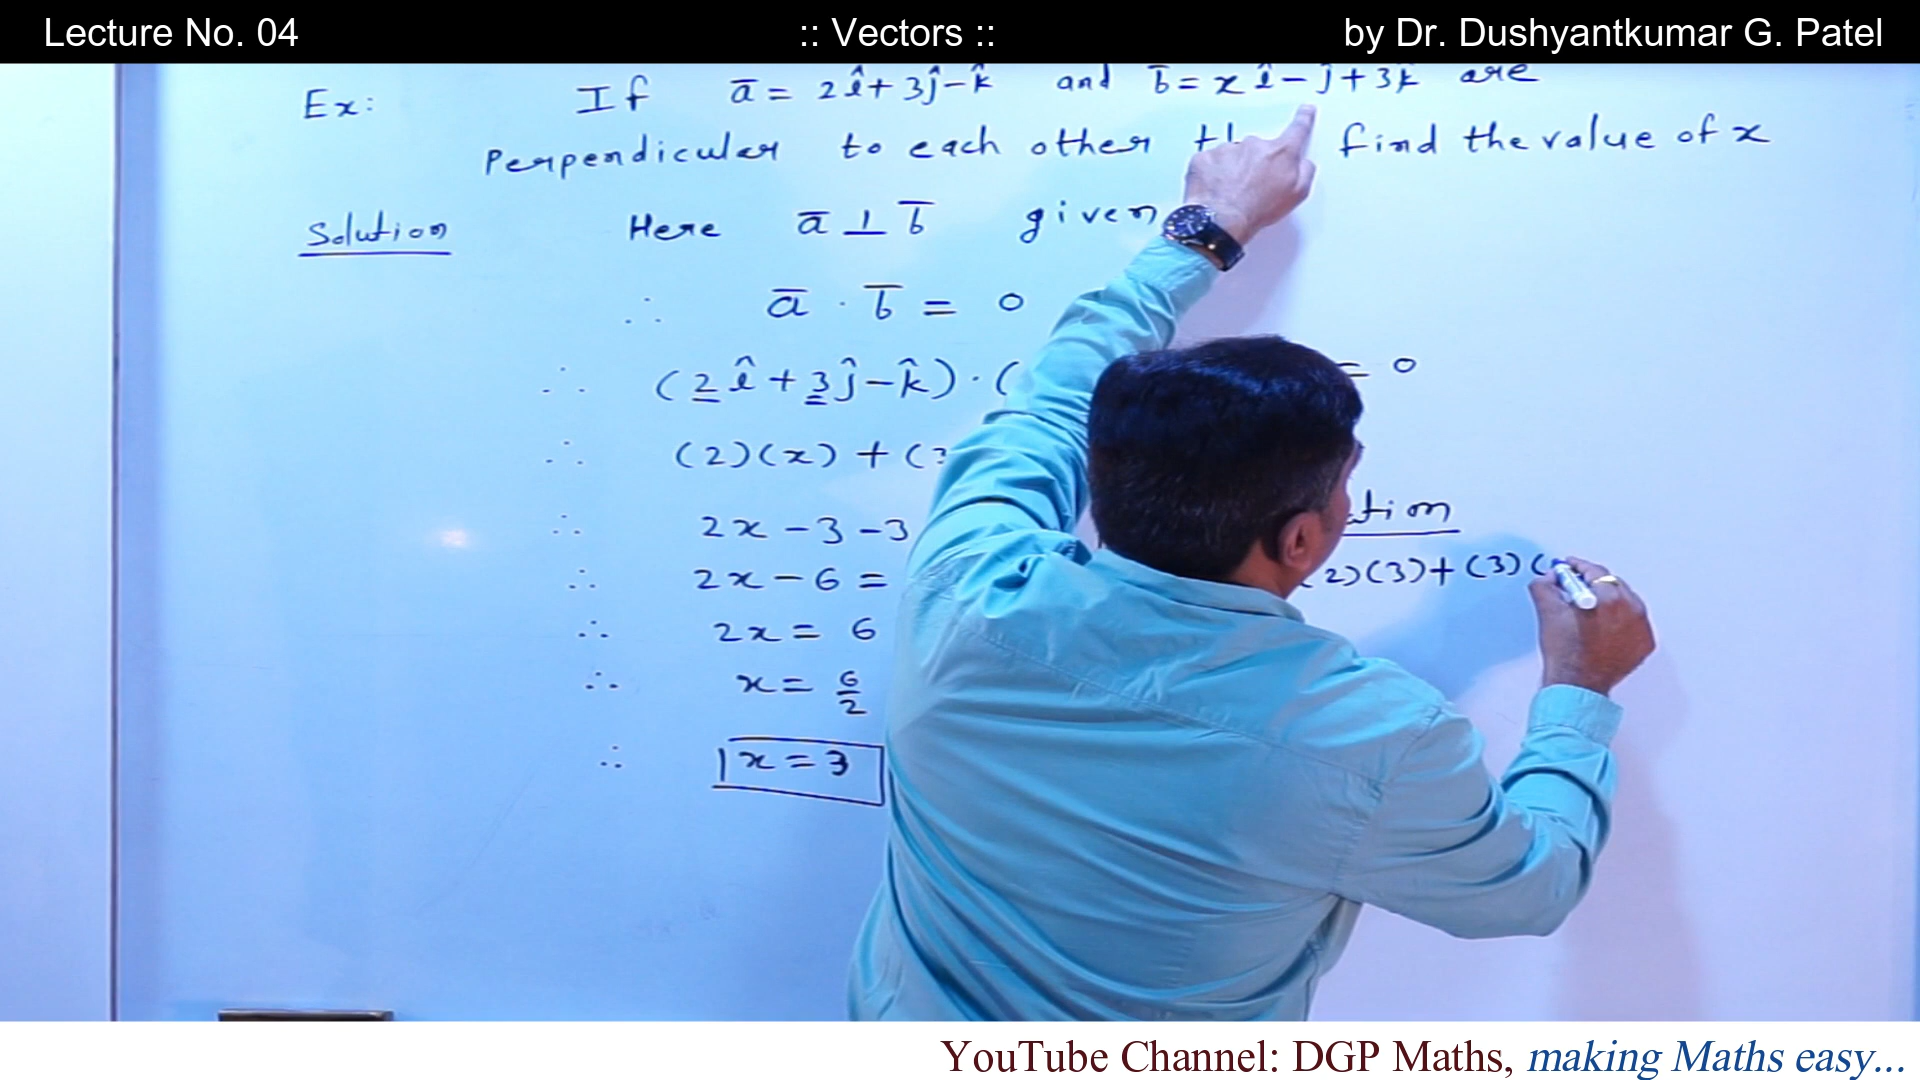 Lecture No. 04 :: Vectors :: by Dr. Dushyantkumar G. Patel
Ex: If a̅ = 2î + 3ĵ - k̂ and b̅ = x î - ĵ + 3k̂ are
Perpendicular to each other find the value of x
Solution Here a̅ ⊥ b̅ given
∴ a̅ · b̅ = 0
∴ (2î + 3ĵ - k̂) · ( = 0
∴ (2)(x) + (
∴ 2x - 3 - 3
∴ 2x - 6 =
∴ 2x = 6
∴ x = 6/2
∴ x = 3
2)(3) + (3)(
YouTube Channel: DGP Maths, making Maths easy...